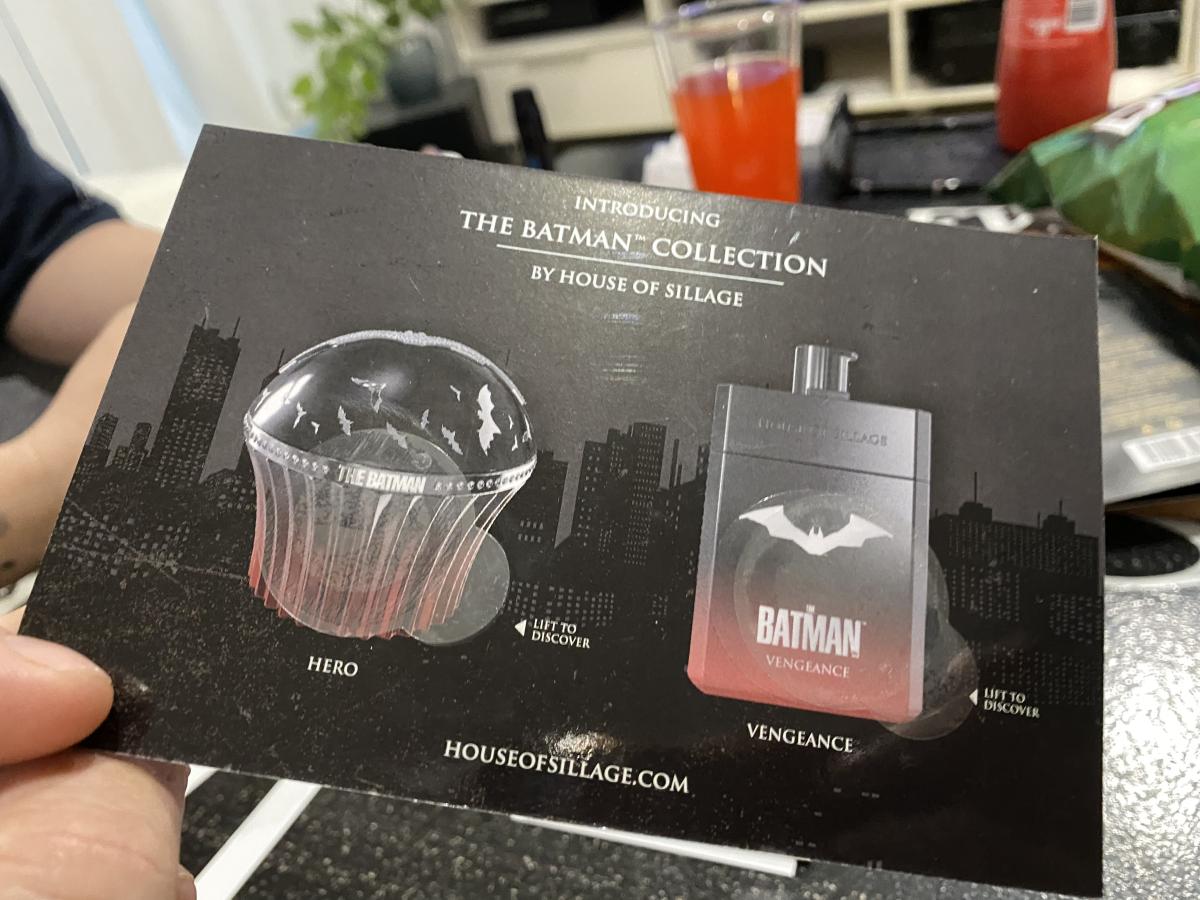 INTRODUCING
THE BATMAN™ COLLECTION
BY HOUSE OF SILLAGE
THE BATMAN
HOUSE OF SILLAGE
THE
BATMAN
VENGEANCE
LIFT TO
DISCOVER
LIFT TO
DISCOVER
HERO
VENGEANCE
HOUSEOFSILLAGE.COM